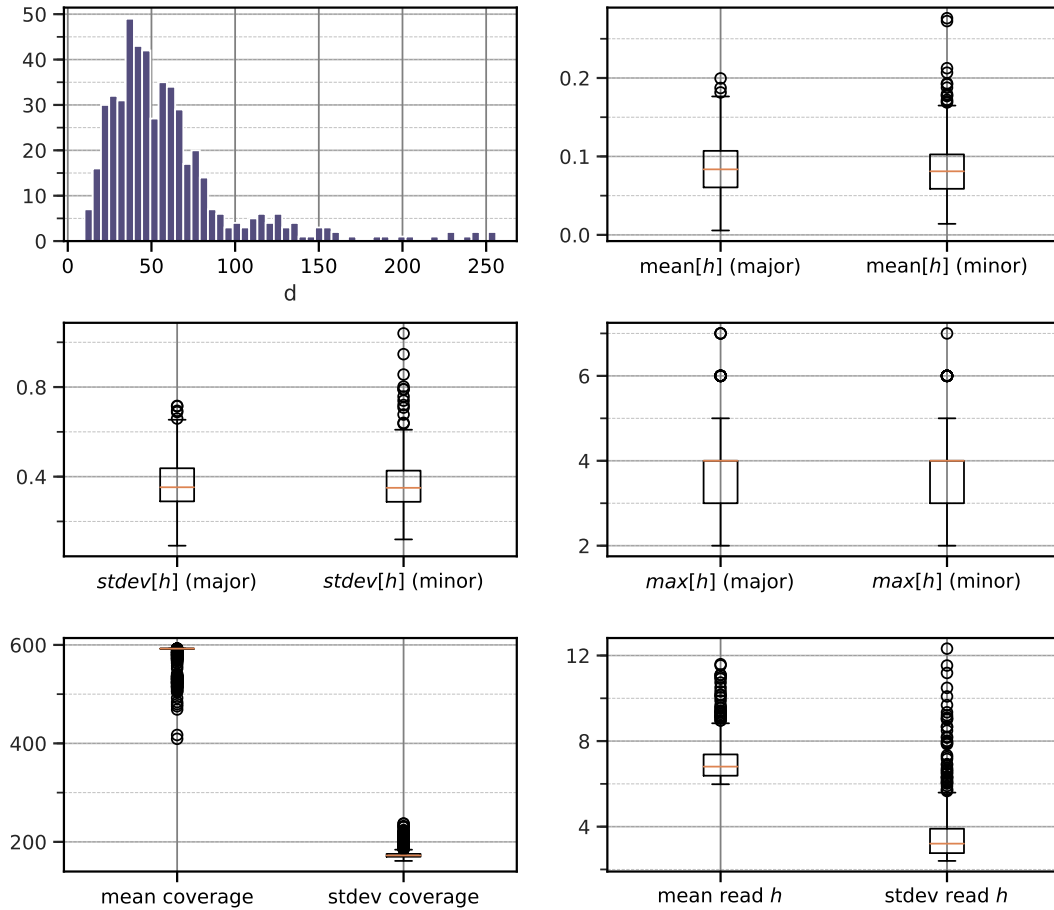 50
40
30
20
10
0
0 50 100 150 200 250
d
0.2
0.1
0.0
mean[h] (major) mean[h] (minor)
0.8
0.4
stdev[h] (major) stdev[h] (minor)
6
4
2
max[h] (major) max[h] (minor)
600
400
200
mean coverage stdev coverage
12
8
4
mean read h stdev read h